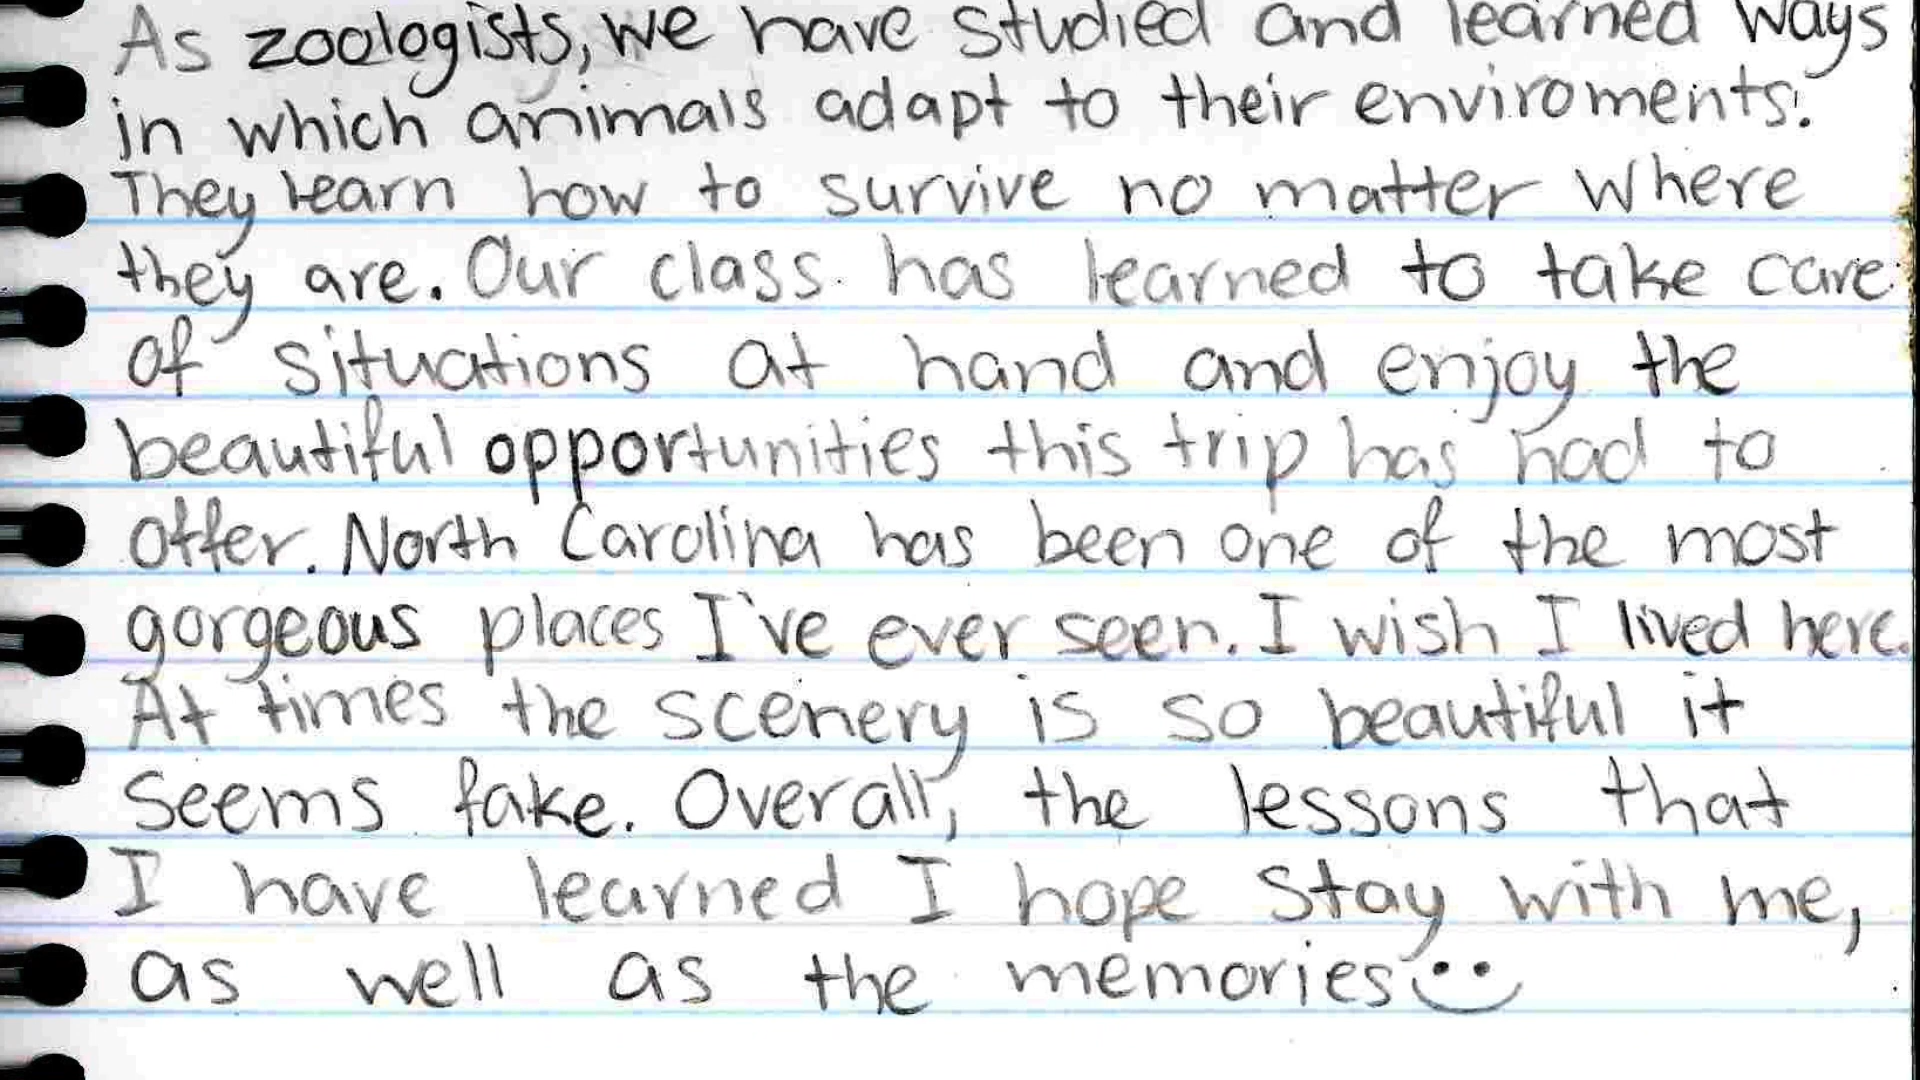 As zoologists, we have studied and learned ways
in which animals adapt to their enviroments.
They learn how to survive no matter where
they are. Our class has learned to take care
of situations at hand and enjoy the
beautiful opportunities this trip has had to
offer. North Carolina has been one of the most
gorgeous places I've ever seen. I wish I lived here.
At times the scenery is so beautiful it
seems fake. Overall, the lessons that
I have learned I hope stay with me,
as well as the memories